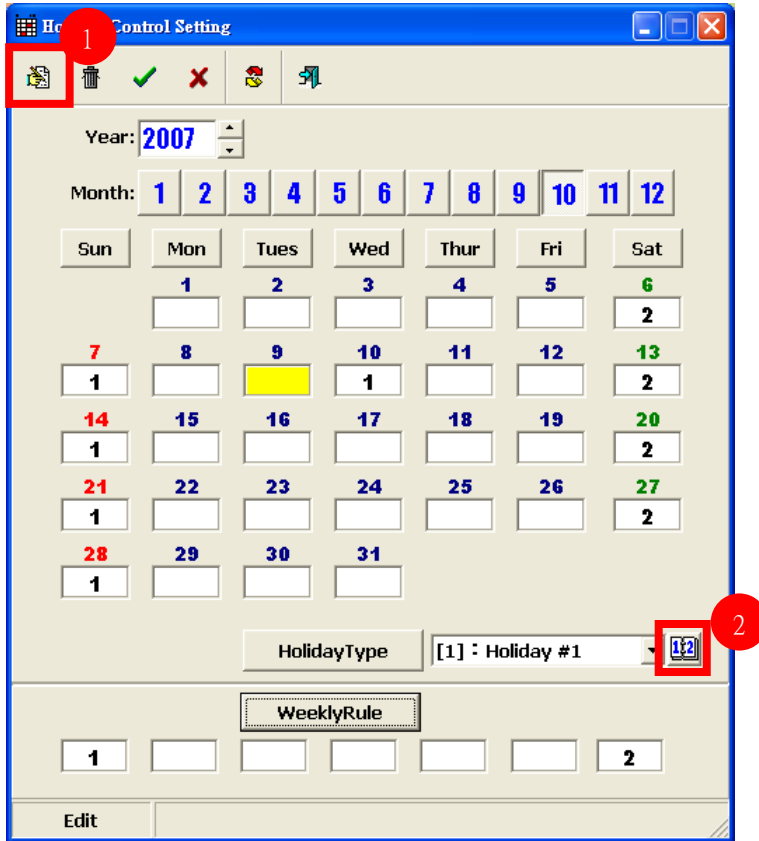 Ho Control Setting
1
Year: 2007
Month: 1 2 3 4 5 6 7 8 9 10 11 12
Sun Mon Tues Wed Thur Fri Sat
1 2 3 4 5 6
2
7 8 9 10 11 12 13
1 1 2
14 15 16 17 18 19 20
1 2
21 22 23 24 25 26 27
1 2
28 29 30 31
1
2
HolidayType [1]：Holiday #1 1 2
WeeklyRule
1 2
Edit